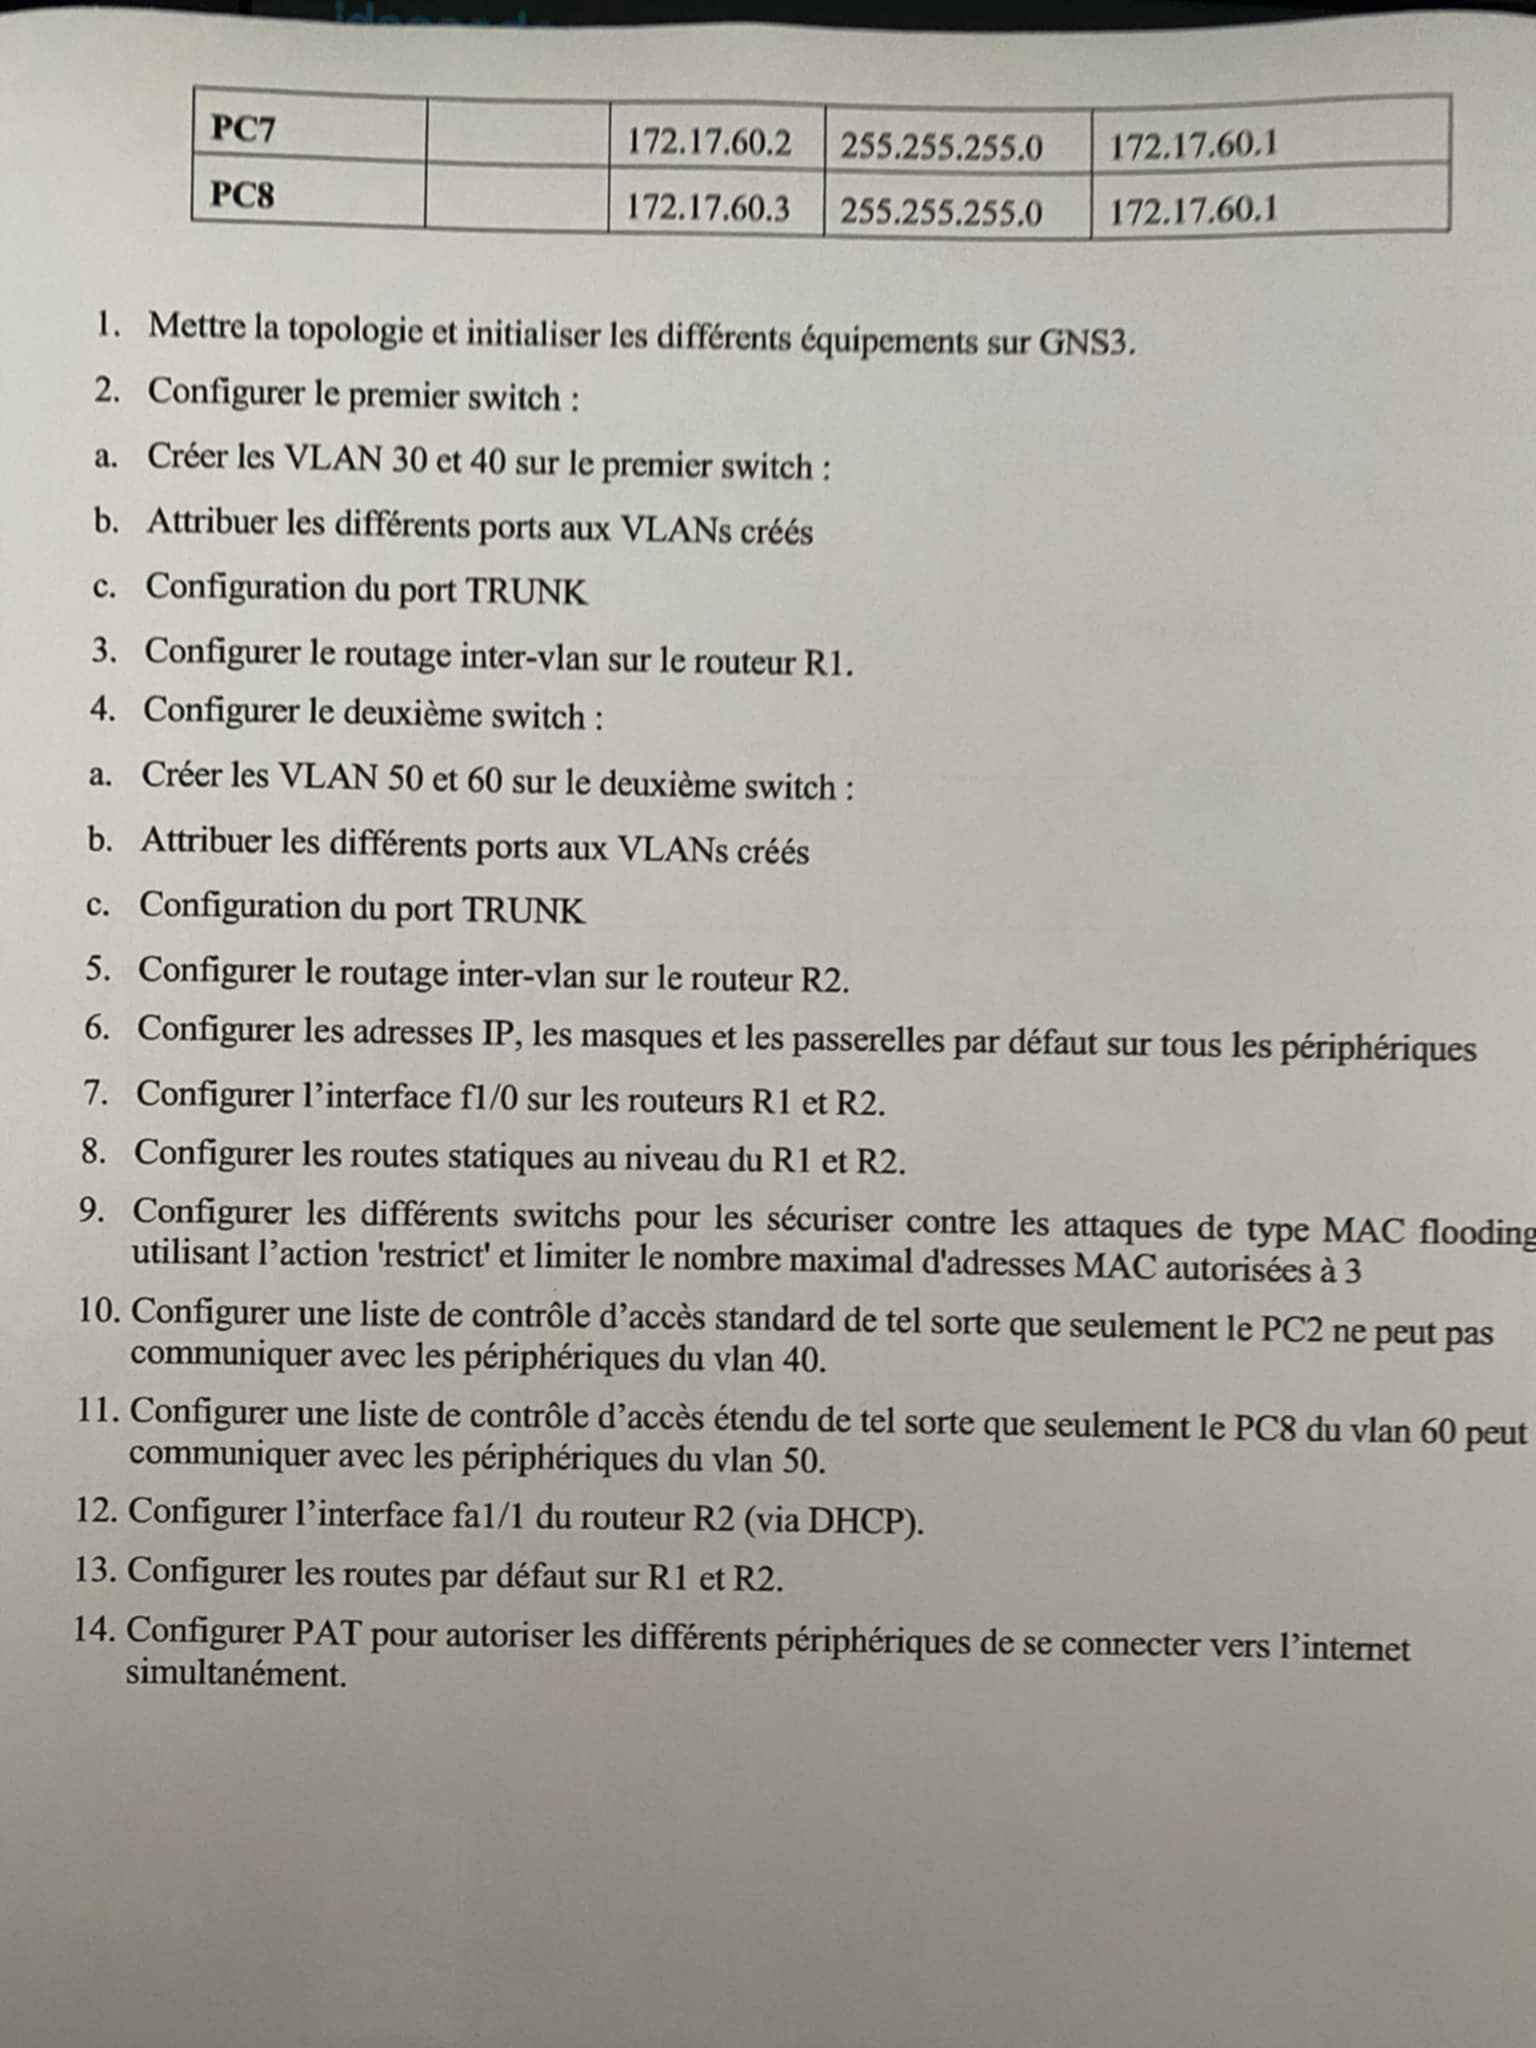 PC7 172.17.60.2 255.255.255.0 172.17.60.1
PC8 172.17.60.3 255.255.255.0 172.17.60.1
1. Mettre la topologie et initialiser les différents équipements sur GNS3.
2. Configurer le premier switch :
a. Créer les VLAN 30 et 40 sur le premier switch :
b. Attribuer les différents ports aux VLANs créés
c. Configuration du port TRUNK
3. Configurer le routage inter-vlan sur le routeur R1.
4. Configurer le deuxième switch :
a. Créer les VLAN 50 et 60 sur le deuxième switch :
b. Attribuer les différents ports aux VLANs créés
c. Configuration du port TRUNK
5. Configurer le routage inter-vlan sur le routeur R2.
6. Configurer les adresses IP, les masques et les passerelles par défaut sur tous les périphériques
7. Configurer l’interface f1/0 sur les routeurs R1 et R2.
8. Configurer les routes statiques au niveau du R1 et R2.
9. Configurer les différents switchs pour les sécuriser contre les attaques de type MAC flooding
utilisant l’action 'restrict' et limiter le nombre maximal d'adresses MAC autorisées à 3
10. Configurer une liste de contrôle d’accès standard de tel sorte que seulement le PC2 ne peut pas
communiquer avec les périphériques du vlan 40.
11. Configurer une liste de contrôle d’accès étendu de tel sorte que seulement le PC8 du vlan 60 peut
communiquer avec les périphériques du vlan 50.
12. Configurer l’interface fa1/1 du routeur R2 (via DHCP).
13. Configurer les routes par défaut sur R1 et R2.
14. Configurer PAT pour autoriser les différents périphériques de se connecter vers l’internet
simultanément.